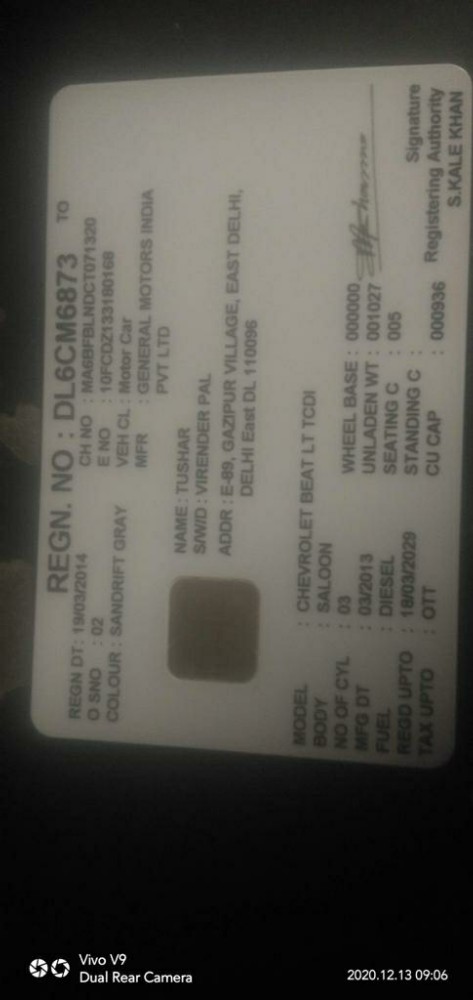 REGN. NO : DL6CM6873 TO
REGN DT: 19/03/2014 CH NO : MA6BFBLNDCT071320
O SNO : 02 E NO : 10FCDZ133180168
COLOUR : SANDRIFT GRAY VEH CL : Motor Car
MFR : GENERAL MOTORS INDIA
PVT LTD
NAME : TUSHAR
S/W/D : VIRENDER PAL
ADDR : E-89, GAZIPUR VILLAGE, EAST DELHI,
DELHI East DL 110096
MODEL : CHEVROLET BEAT LT TCDI
BODY : SALOON WHEEL BASE : 000000
NO OF CYL : 03 UNLADEN WT : 001027
MFG DT : 03/2013 SEATING C : 005
FUEL : DIESEL STANDING C :
REGD UPTO : 18/03/2029 CU CAP : 000936
TAX UPTO : OTT
Signature
Registering Authority
S.KALE KHAN
Vivo V9
Dual Rear Camera
2020.12.13 09:06